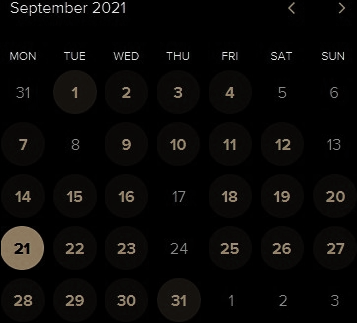 September 2021
MON TUE WED THU FRI SAT SUN
31 1 2 3 4 5 6
7 8 9 10 11 12 13
14 15 16 17 18 19 20
21 22 23 24 25 26 27
28 29 30 31 1 2 3